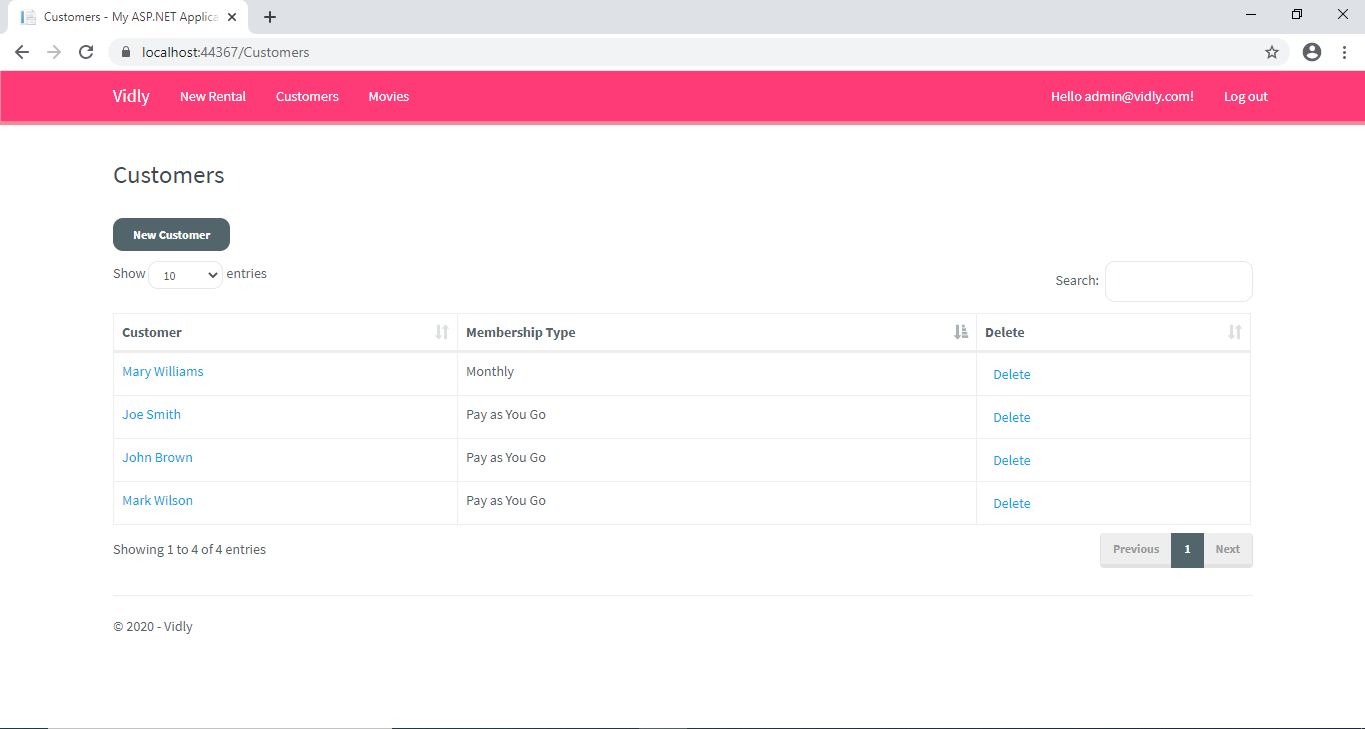 Customers - My ASP.NET Applica
localhost:44367/Customers
Vidly New Rental Customers Movies Hello admin@vidly.com! Log out
Customers
New Customer
Show 10 entries Search:
Customer Membership Type Delete
Mary Williams Monthly Delete
Joe Smith Pay as You Go Delete
John Brown Pay as You Go Delete
Mark Wilson Pay as You Go Delete
Showing 1 to 4 of 4 entries Previous 1 Next
© 2020 - Vidly